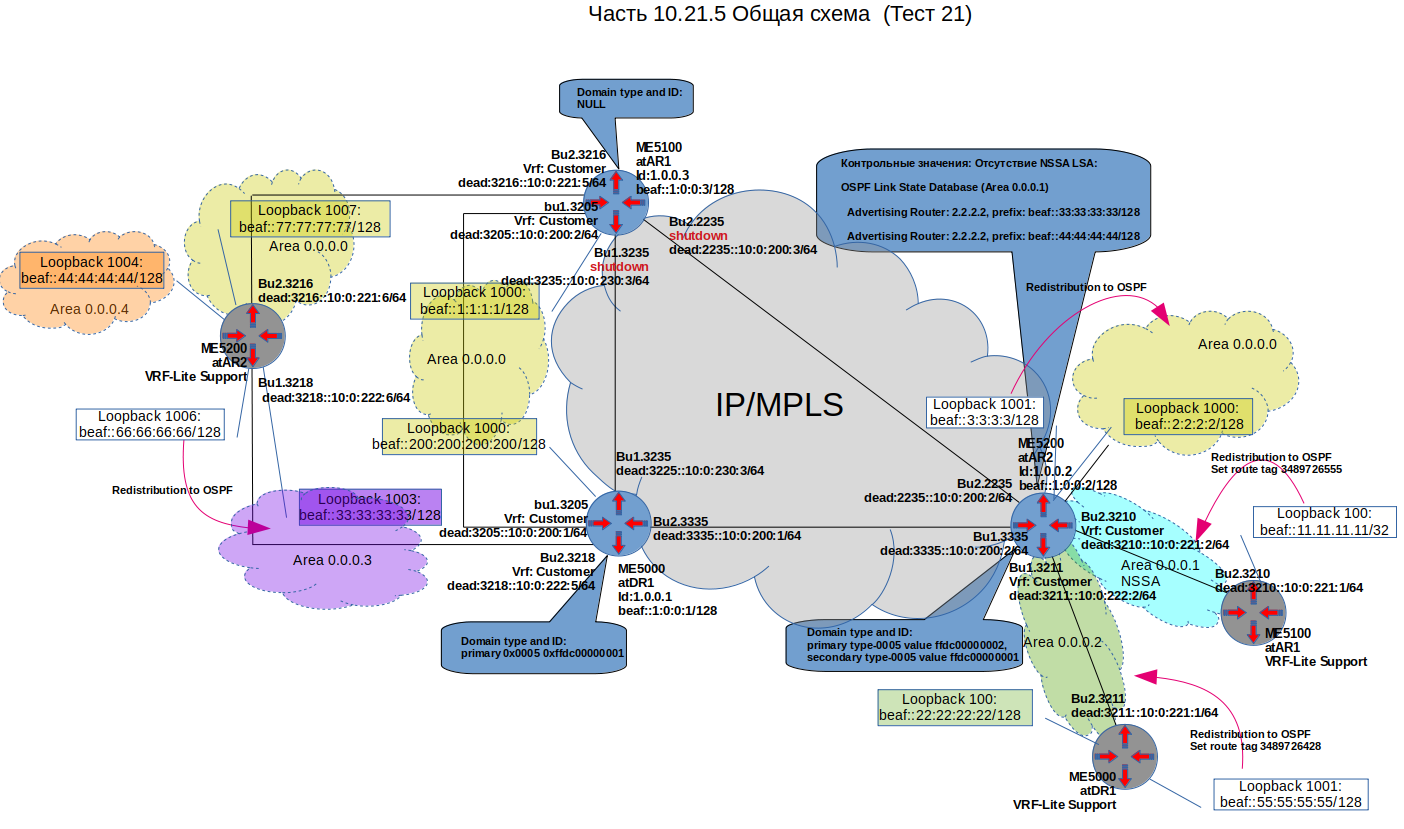 Часть 10.21.5 Общая схема  (Тест 21)
Domain type and ID:
NULL
Bu2.3216
Vrf: Customer
dead:3216::10:0:221:5/64
ME5100
atAR1
Id:1.0.0.3
beaf::1:0:0:3/128
bu1.3205
Vrf: Customer
dead:3205::10:0:200:2/64
Bu2.2235
shutdown
dead:2235::10:0:200:3/64
Bu1.3235
shutdown
dead:3235::10:0:230:3/64
Контрольные значения: Отсутствие NSSA LSA:
OSPF Link State Database (Area 0.0.0.1)
Advertising Router: 2.2.2.2, prefix: beaf::33:33:33:33/128
Advertising Router: 2.2.2.2, prefix: beaf::44:44:44:44/128
Loopback 1007:
beaf::77:77:77:77/128
Area 0.0.0.0
Loopback 1004:
beaf::44:44:44:44/128
Area 0.0.0.4
Bu2.3216
dead:3216::10:0:221:6/64
ME5200
atAR2
VRF-Lite Support
Bu1.3218
dead:3218::10:0:222:6/64
Loopback 1006:
beaf::66:66:66:66/128
Redistribution to OSPF
Loopback 1003:
beaf::33:33:33:33/128
Area 0.0.0.3
Loopback 1000:
beaf::1:1:1:1/128
Area 0.0.0.0
Loopback 1000:
beaf::200:200:200:200/128
IP/MPLS
Redistribution to OSPF
Area 0.0.0.0
Loopback 1001:
beaf::3:3:3:3/128
Loopback 1000:
beaf::2:2:2:2/128
ME5200
atAR2
Id:1.0.0.2
beaf::1:0:0:2/128
Redistribution to OSPF
Set route tag 3489726555
Bu1.3235
dead:3225::10:0:230:3/64
Bu2.2235
dead:2235::10:0:200:2/64
bu1.3205
Vrf: Customer
dead:3205::10:0:200:1/64
Bu2.3335
dead:3335::10:0:200:1/64
Bu1.3335
dead:3335::10:0:200:2/64
Bu2.3210
Vrf: Customer
dead:3210::10:0:221:2/64
Loopback 100:
beaf::11.11.11.11/32
Bu2.3218
Vrf: Customer
dead:3218::10:0:222:5/64
ME5000
atDR1
Id:1.0.0.1
beaf::1:0:0:1/128
Bu1.3211
Vrf: Customer
dead:3211::10:0:222:2/64
Area 0.0.0.1
NSSA
Bu2.3210
dead:3210::10:0:221:1/64
ME5100
atAR1
VRF-Lite Support
Domain type and ID:
primary 0x0005 0xffdc00000001
Domain type and ID:
primary type-0005 value ffdc00000002,
secondary type-0005 value ffdc00000001
Area 0.0.0.2
Loopback 100:
beaf::22:22:22:22/128
Bu2.3211
dead:3211::10:0:221:1/64
Redistribution to OSPF
Set route tag 3489726428
ME5000
atDR1
VRF-Lite Support
Loopback 1001:
beaf::55:55:55:55/128